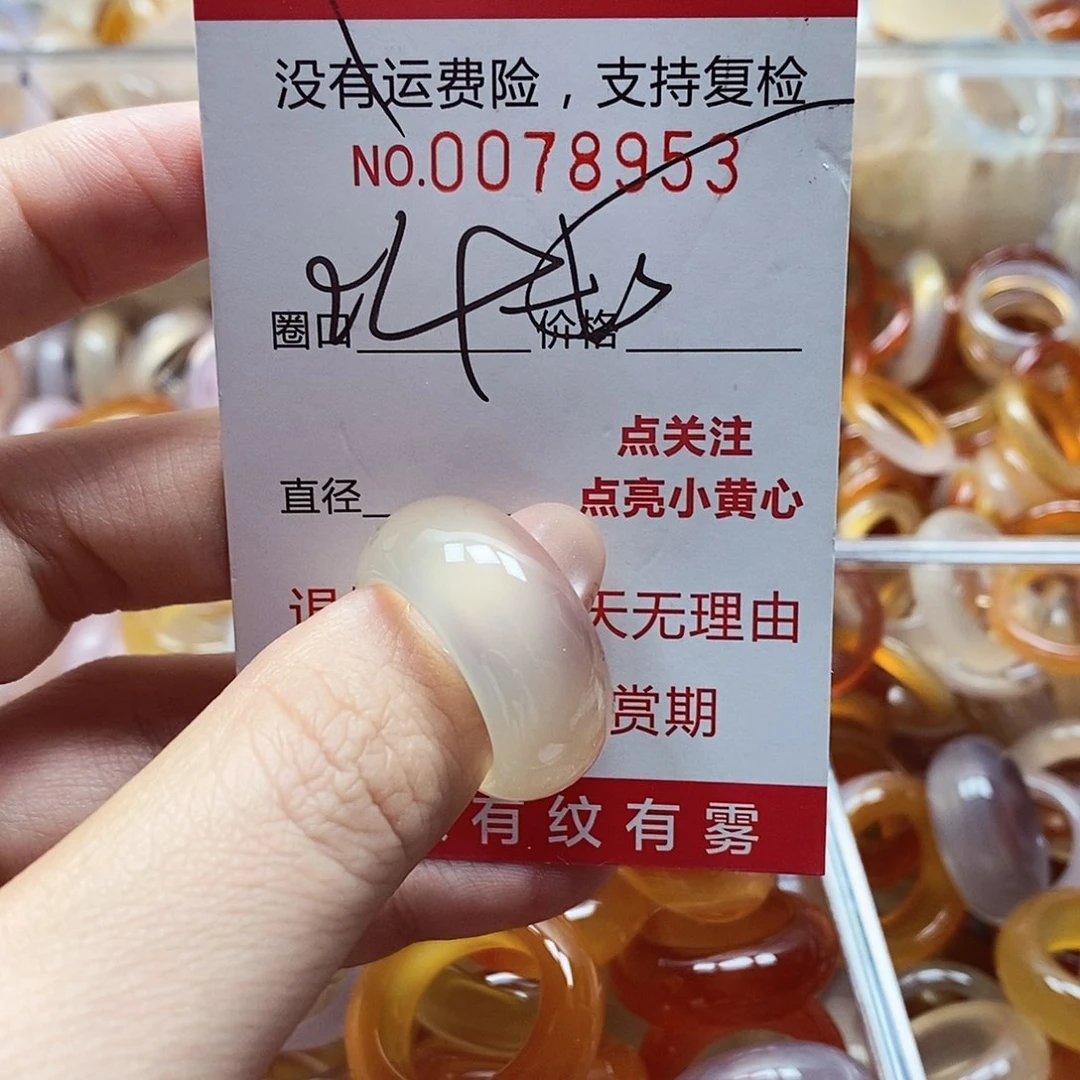 没有运费险，支持复检
NO.0078953
圈口 价格
点关注
直径
点亮小黄心
退 天无理由
赏期
有纹有雾